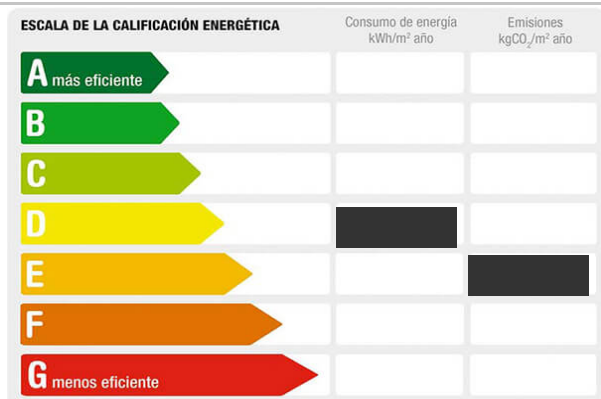 ESCALA DE LA CALIFICACIÓN ENERGÉTICA
Consumo de energía
kWh/m² año
Emisiones
kgCO₂/m² año
A más eficiente
B
C
D
E
F
G menos eficiente